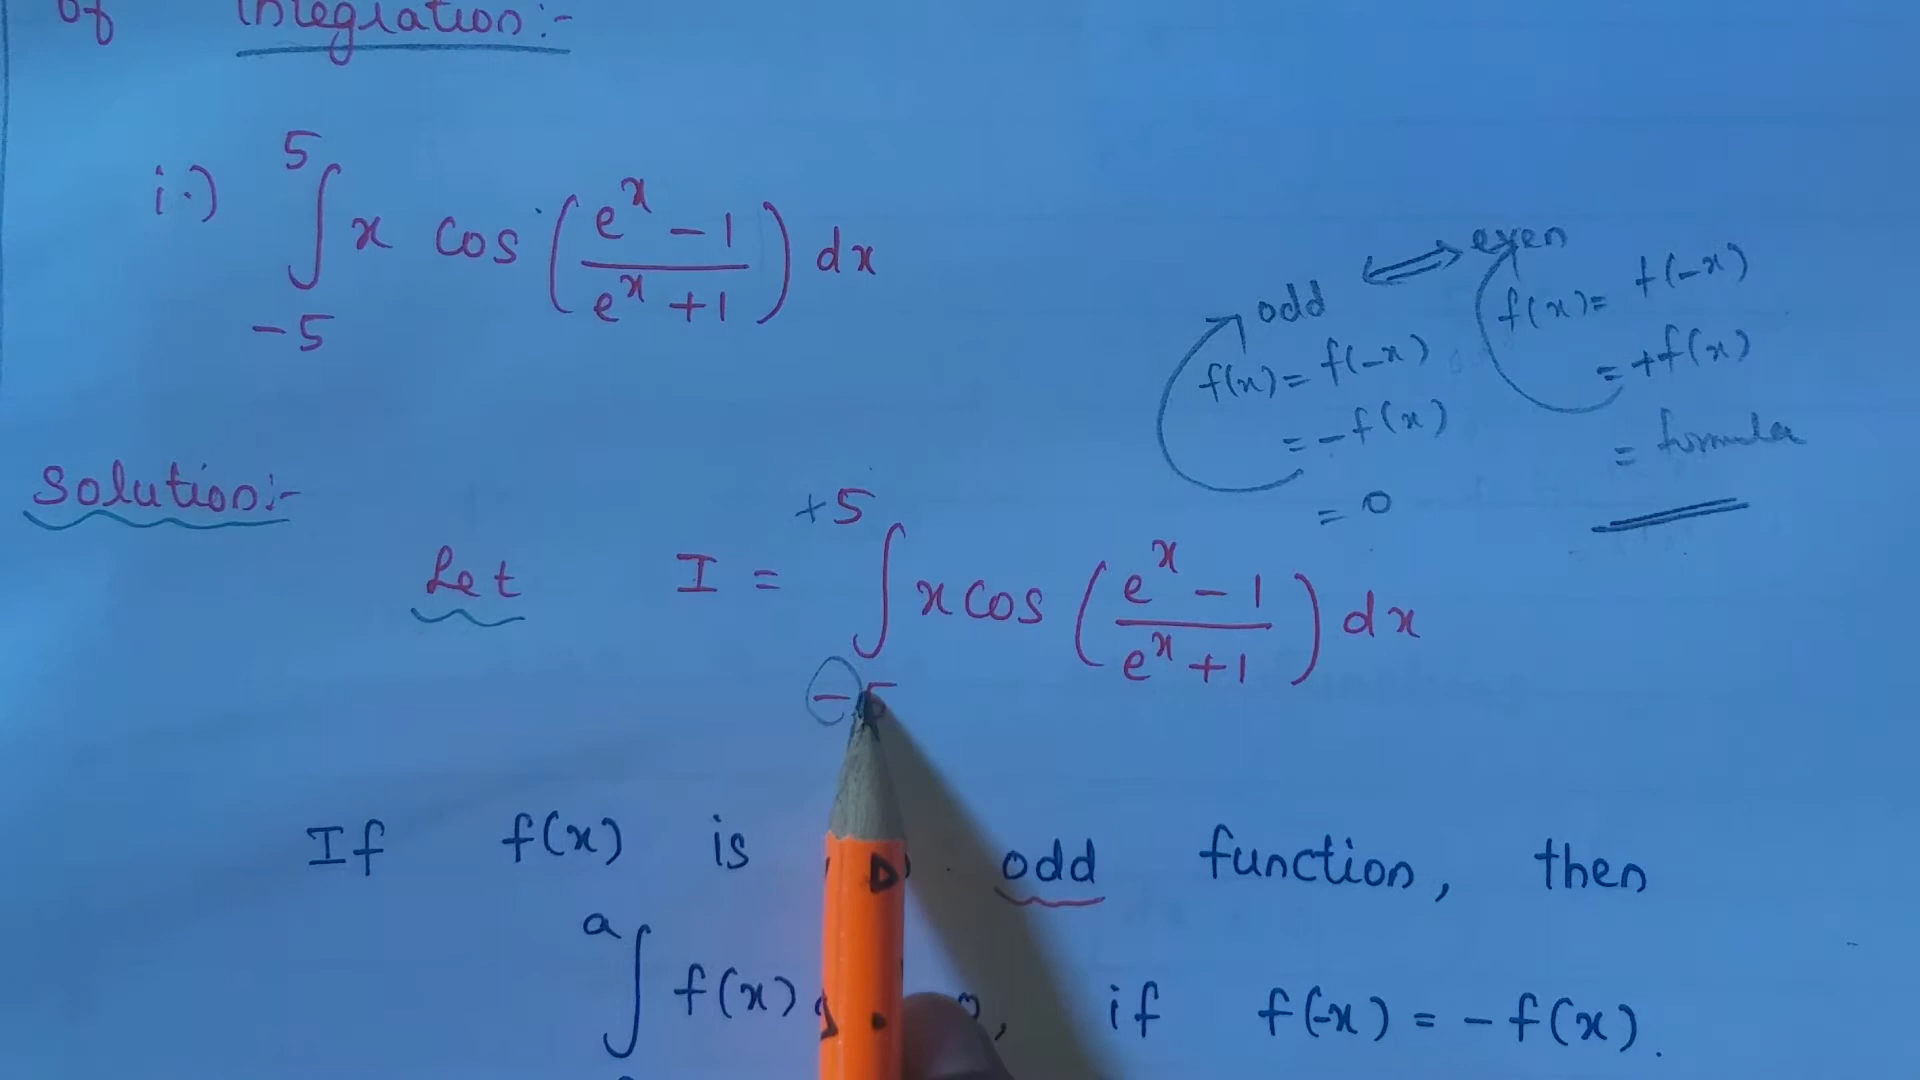 of Integration:-
i.) ∫_{-5}^{5} x cos ( (e^x - 1) / (e^x + 1) ) dx
odd ⟺ even
f(x) = f(-x)
= -f(x)
= 0
f(x) = f(-x)
= +f(x)
= formula
Solution:-
Let I = ∫_{-5}^{+5} x cos ( (e^x - 1) / (e^x + 1) ) dx
If f(x) is odd function, then
∫^{a} f(x) if f(-x) = -f(x).